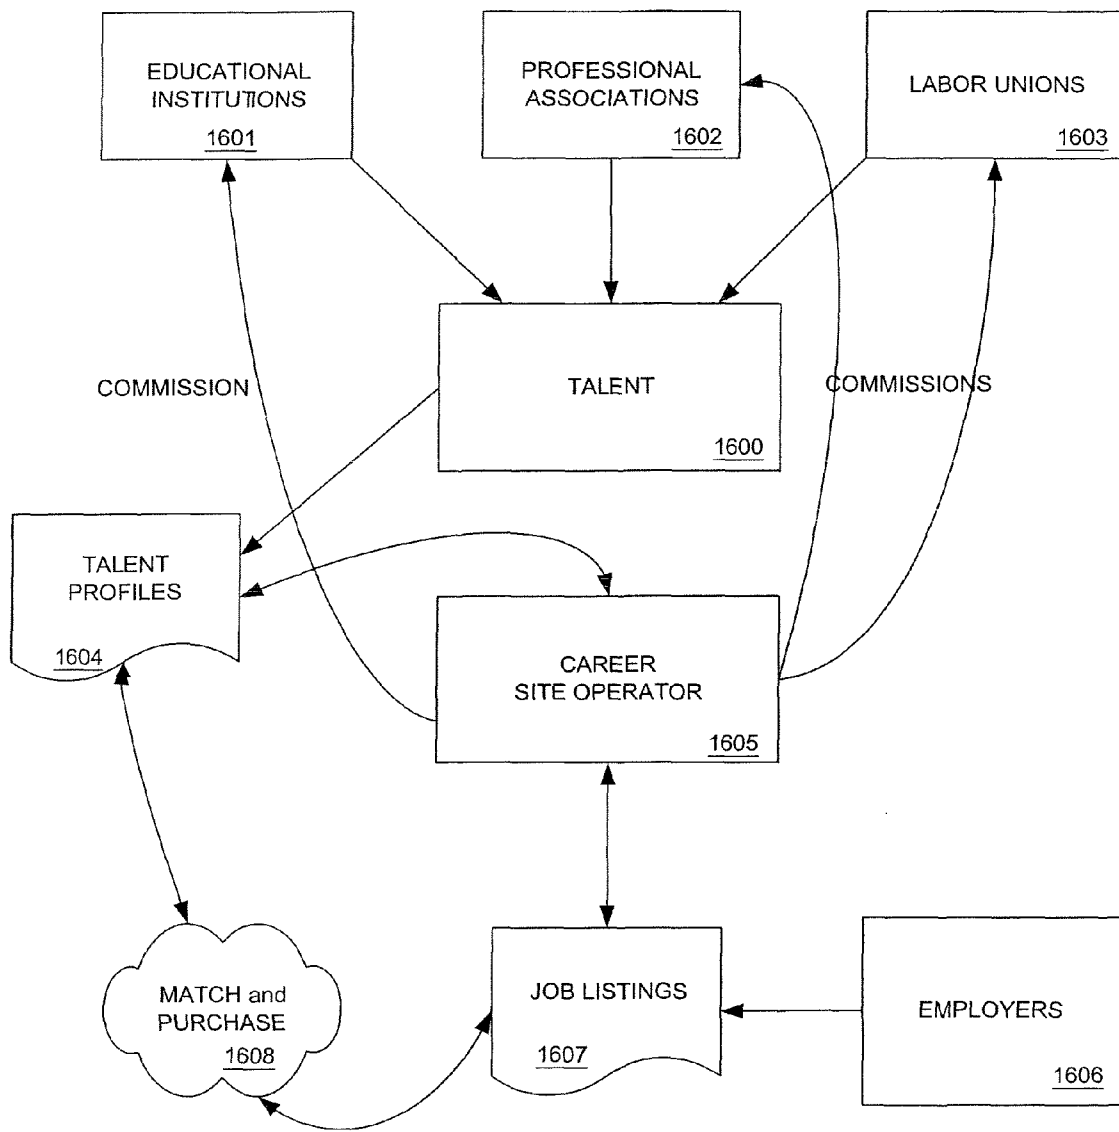 EDUCATIONAL
INSTITUTIONS
1601
PROFESSIONAL
ASSOCIATIONS
1602
LABOR UNIONS
1603
COMMISSION
TALENT
1600
COMMISSIONS
TALENT
PROFILES
1604
CAREER
SITE OPERATOR
1605
MATCH and
PURCHASE
1608
JOB LISTINGS
1607
EMPLOYERS
1606